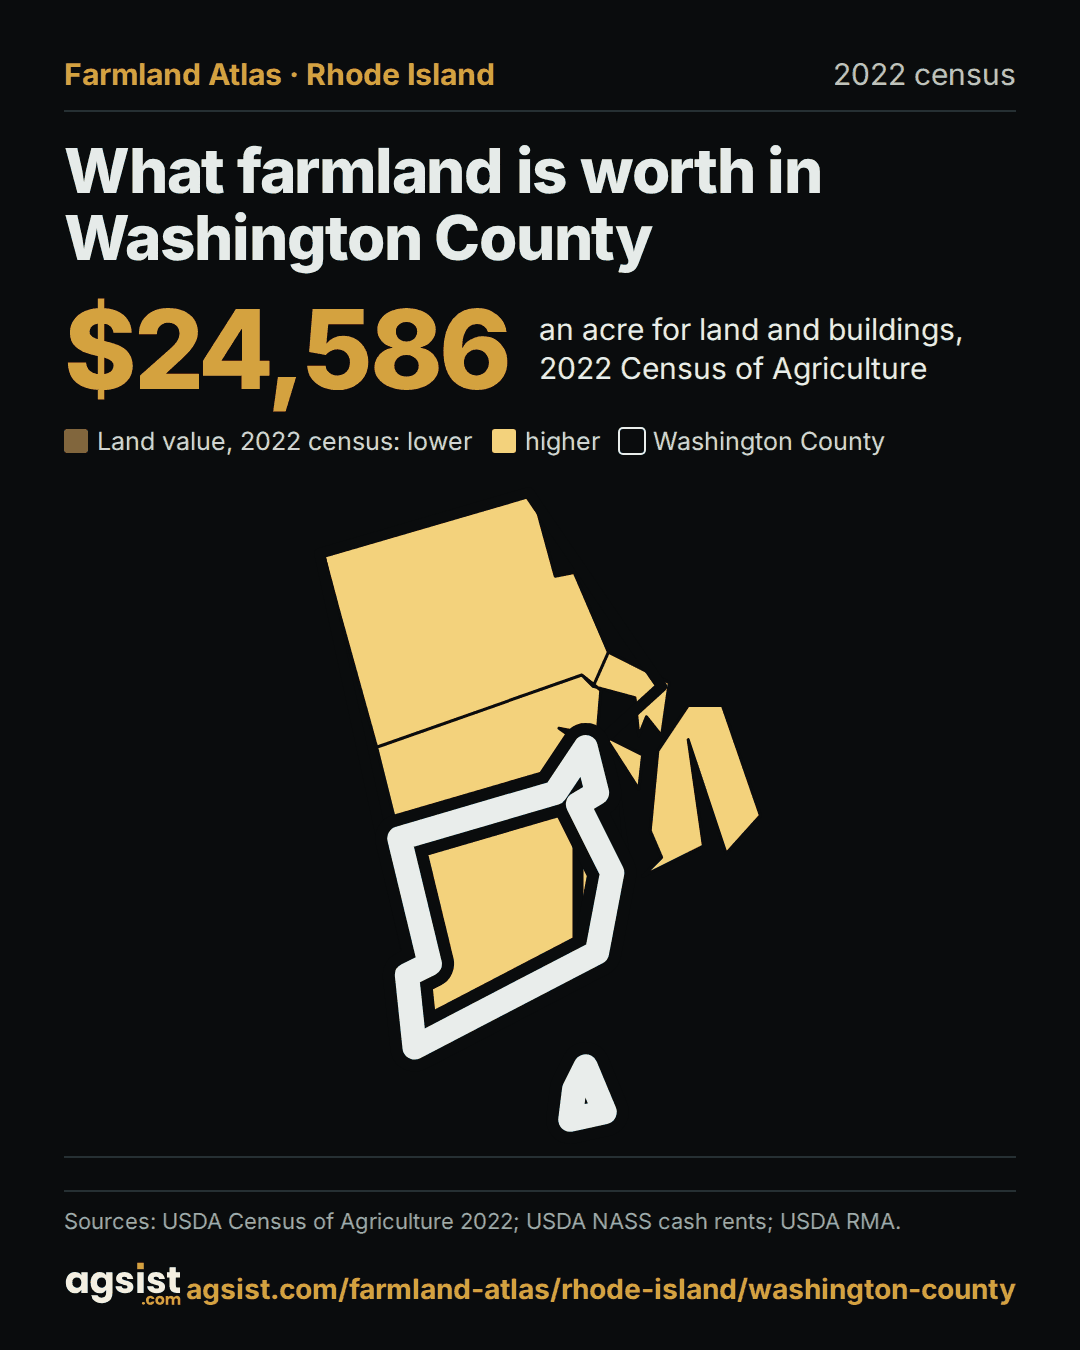 Farmland Atlas · Rhode Island
2022 census
What farmland is worth in
Washington County
$24,586
an acre for land and buildings,
2022 Census of Agriculture
Land value, 2022 census: lower
higher
Washington County
Sources: USDA Census of Agriculture 2022; USDA NASS cash rents; USDA RMA.
agsist
.com
agsist.com/farmland-atlas/rhode-island/washington-county